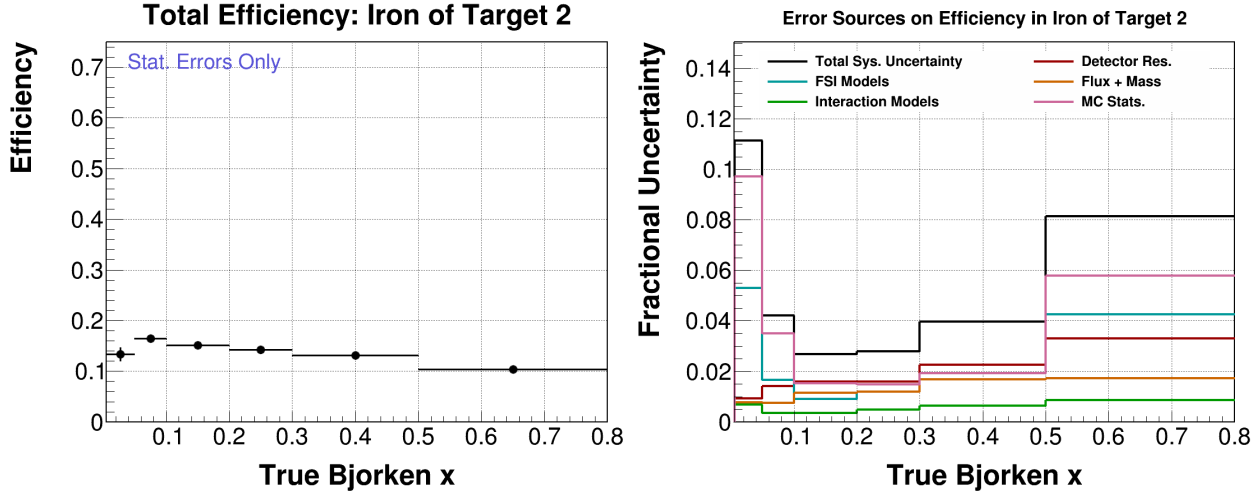 Total Efficiency: Iron of Target 2
Stat. Errors Only
Efficiency
0.7
0.6
0.5
0.4
0.3
0.2
0.1
0
0.1 0.2 0.3 0.4 0.5 0.6 0.7 0.8
True Bjorken x
Error Sources on Efficiency in Iron of Target 2
Total Sys. Uncertainty
FSI Models
Interaction Models
Detector Res.
Flux + Mass
MC Stats.
Fractional Uncertainty
0.14
0.12
0.1
0.08
0.06
0.04
0.02
0
0.1 0.2 0.3 0.4 0.5 0.6 0.7 0.8
True Bjorken x